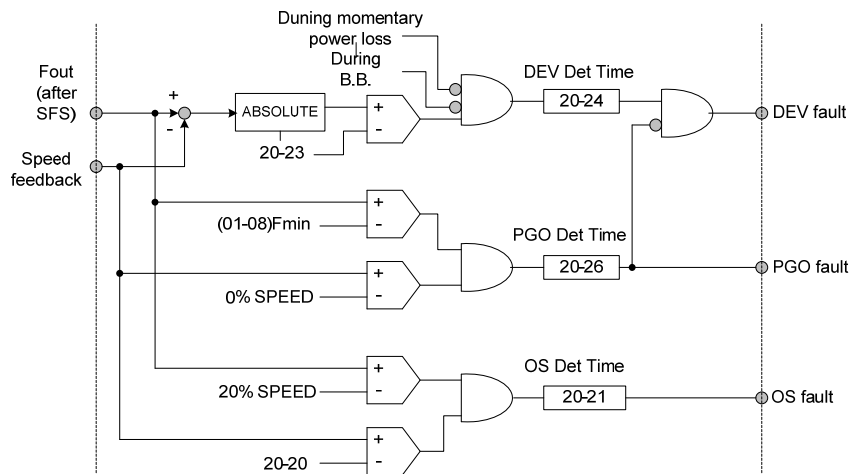 Duning momentary
power loss
During
B.B.
DEV Det Time
Fout
(after
SFS)
+
-
ABSOLUTE
+
-
20-24
DEV fault
20-23
Speed
feedback
+
-
(01-08)Fmin
PGO Det Time
+
-
20-26
PGO fault
0% SPEED
OS Det Time
+
-
20% SPEED
20-21
OS fault
+
-
20-20